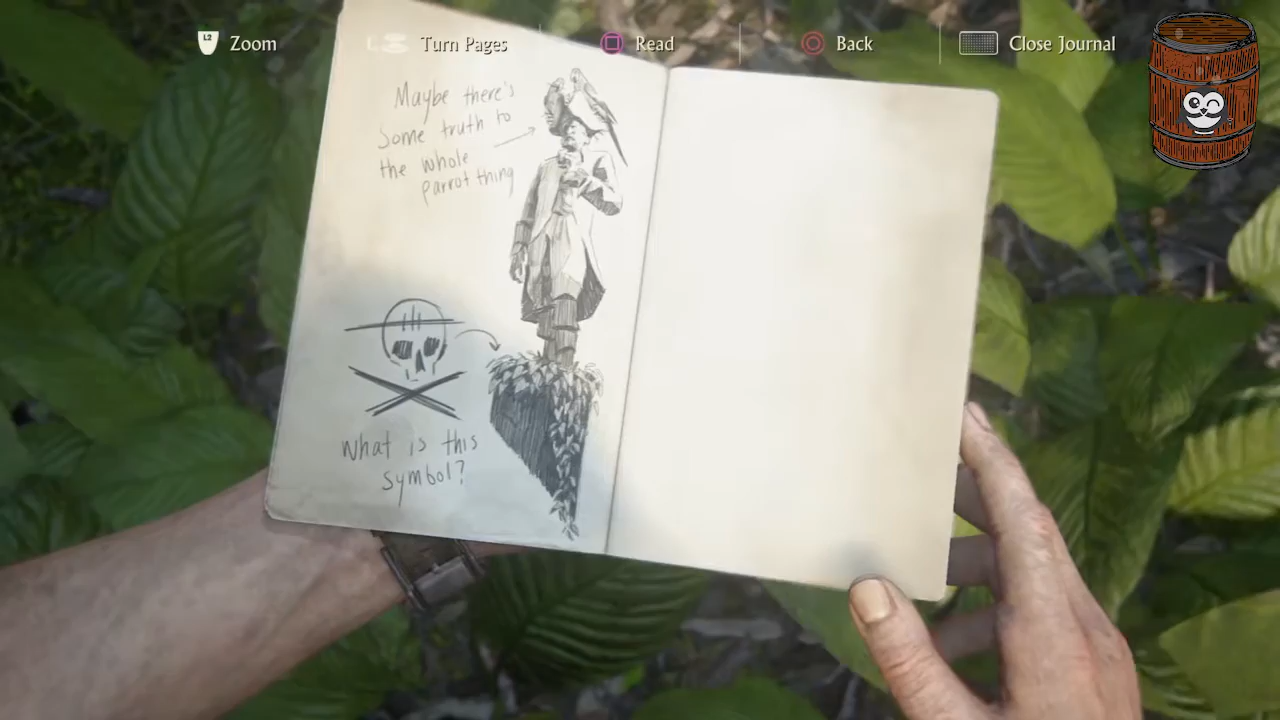 L2 Zoom
Turn Pages
Read
Back
Close Journal
Maybe there's
some truth to
the whole
parrot thing
What is this
symbol?